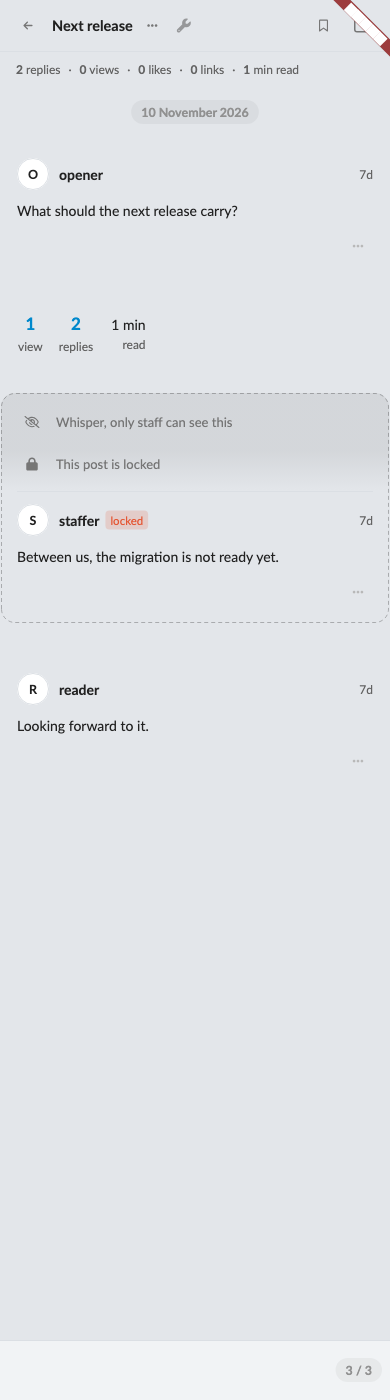 Next release
2 replies · 0 views · 0 likes · 0 links · 1 min read
10 November 2026
O opener 7d
What should the next release carry?
1 2 1 min
view replies read
Whisper, only staff can see this
This post is locked
S staffer locked 7d
Between us, the migration is not ready yet.
R reader 7d
Looking forward to it.
3 / 3